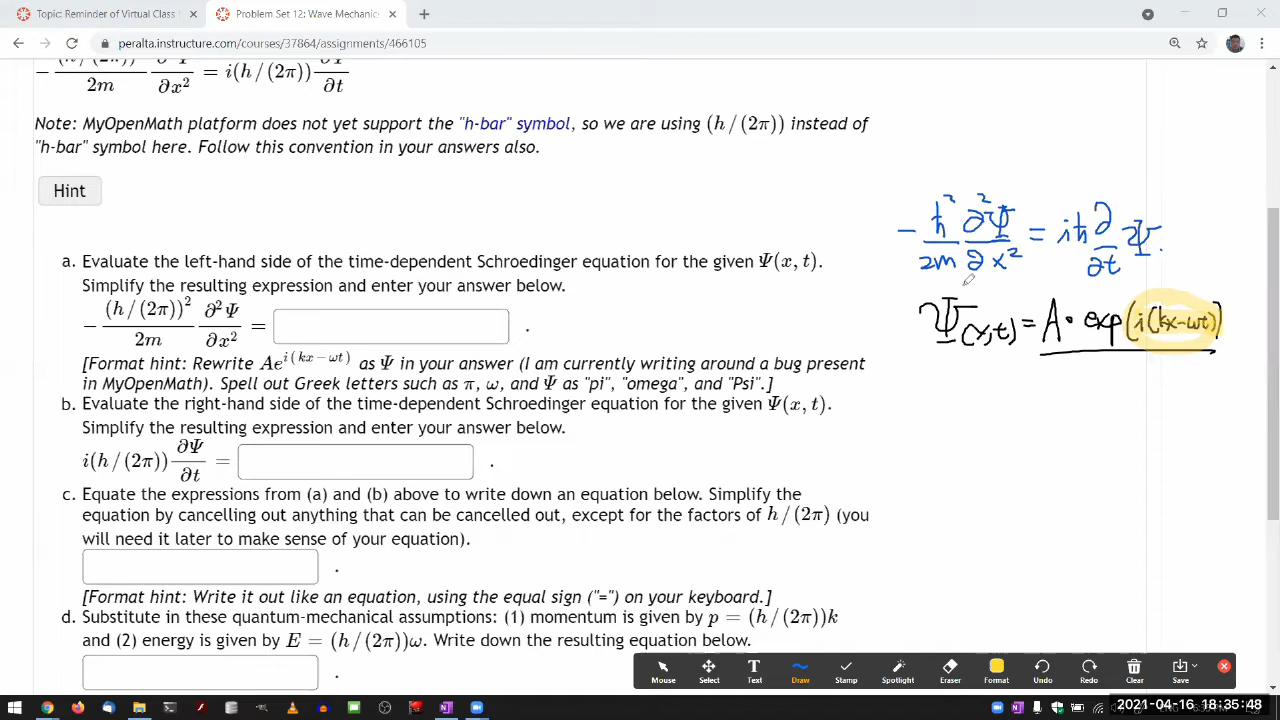 Topic: Reminder of Virtual Class
Problem Set 12: Wave Mechanic
peralta.instructure.com/courses/37864/assignments/466105
2m ∂x² = i(h/(2π)) ∂t
Note: MyOpenMath platform does not yet support the "h-bar" symbol, so we are using (h/(2π)) instead of
"h-bar" symbol here. Follow this convention in your answers also.
Hint
a. Evaluate the left-hand side of the time-dependent Schroedinger equation for the given Ψ(x, t).
Simplify the resulting expression and enter your answer below.
− (h/(2π))² / 2m ∂²Ψ / ∂x² = .
[Format hint: Rewrite Ae^{i(kx−ωt)} as Ψ in your answer (I am currently writing around a bug present
in MyOpenMath). Spell out Greek letters such as π, ω, and Ψ as "pi", "omega", and "Psi".]
b. Evaluate the right-hand side of the time-dependent Schroedinger equation for the given Ψ(x, t).
Simplify the resulting expression and enter your answer below.
i(h/(2π)) ∂Ψ / ∂t = .
c. Equate the expressions from (a) and (b) above to write down an equation below. Simplify the
equation by cancelling out anything that can be cancelled out, except for the factors of h/(2π) (you
will need it later to make sense of your equation).
.
[Format hint: Write it out like an equation, using the equal sign ("=") on your keyboard.]
d. Substitute in these quantum-mechanical assumptions: (1) momentum is given by p = (h/(2π))k
and (2) energy is given by E = (h/(2π))ω. Write down the resulting equation below.
.
− ħ² / 2m ∂²Ψ / ∂x² = iħ ∂ / ∂t Ψ.
Ψ(x,t) = A · exp(i(kx−ωt))
Mouse Select Text Draw Stamp Spotlight Eraser Format Undo Redo Clear Save
2021-04-16 18:35:48